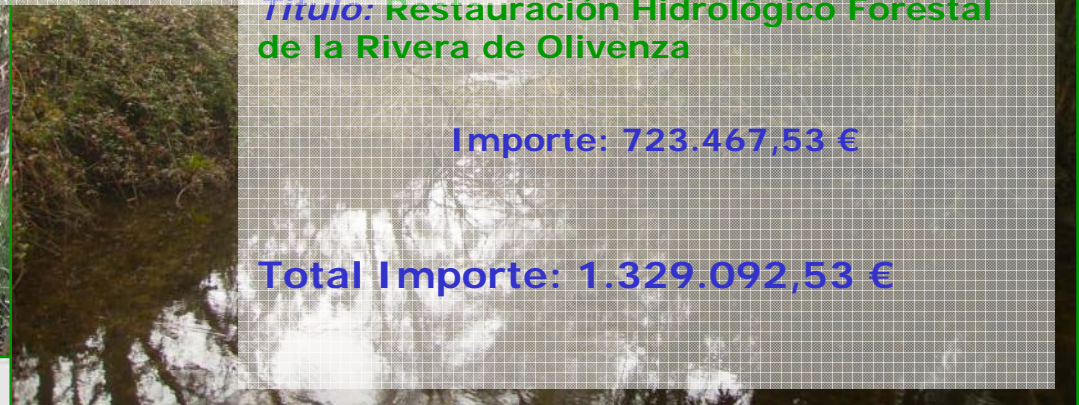 Título: Restauración Hidrológico Forestal
de la Rivera de Olivenza
Importe: 723.467,53 €
Total Importe: 1.329.092,53 €